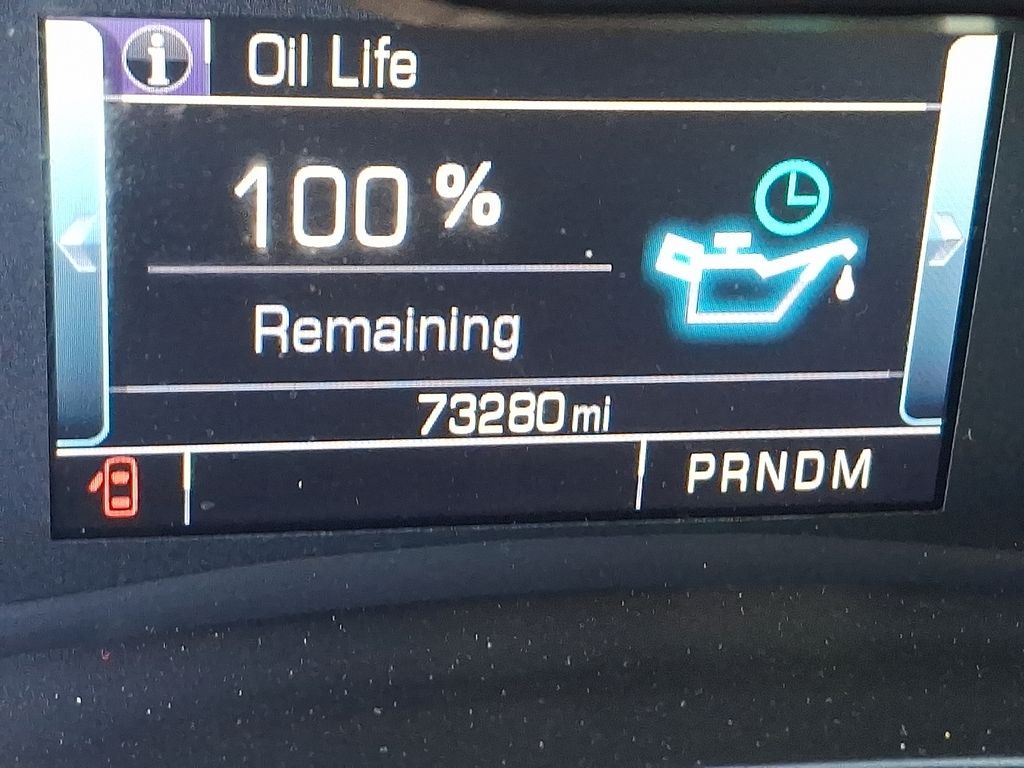 Oil Life
100 %
Remaining
73280 mi
PRNDM